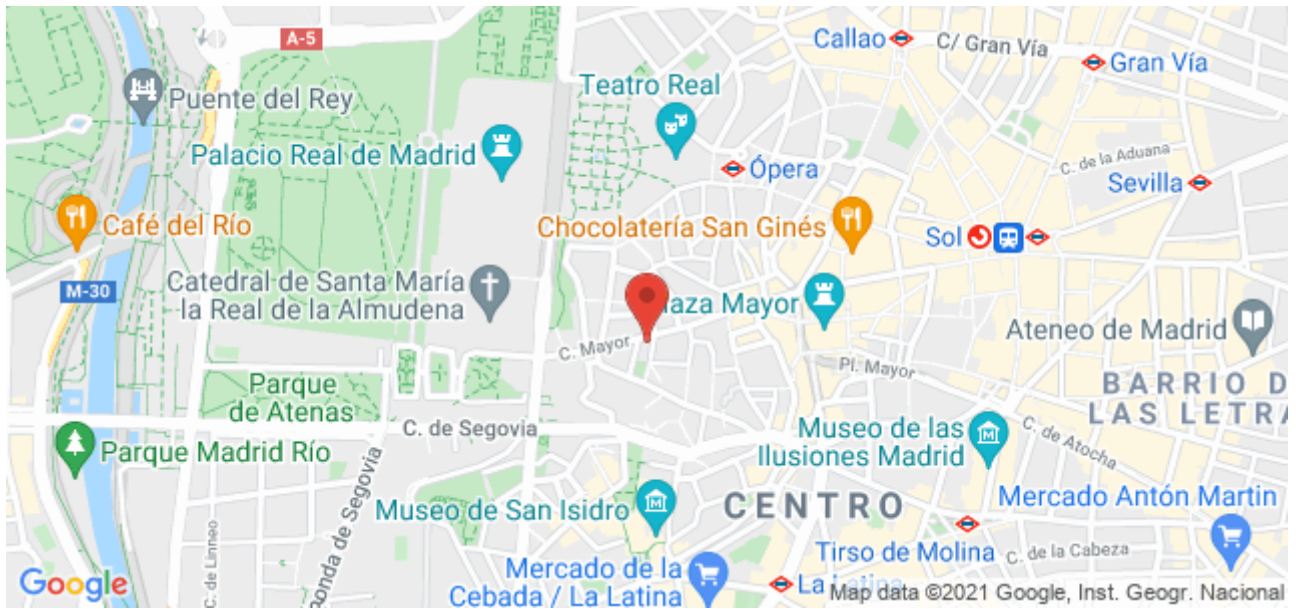 A-5
Callao
C/ Gran Vía
Gran Vía
Teatro Real
Puente del Rey
Palacio Real de Madrid
Ópera
C. de la Aduana
Sevilla
Café del Río
Chocolatería San Ginés
Sol
M-30
Catedral de Santa María
la Real de la Almudena
laza Mayor
Ateneo de Madrid
C. Mayor
Pl. Mayor
Parque
de Atenas
BARRIO D
LAS LETRA
C. de Segovia
C. de Atocha
Parque Madrid Río
Museo de las
Ilusiones Madrid
Museo de San Isidro
CENTRO
Mercado Antón Martin
Tirso de Molina
C. de la Cabeza
C. de Linneo
onda de Segovia
Mercado de la
Cebada / La Latina
La Latina
Google
Map data ©2021 Google, Inst. Geogr. Nacional